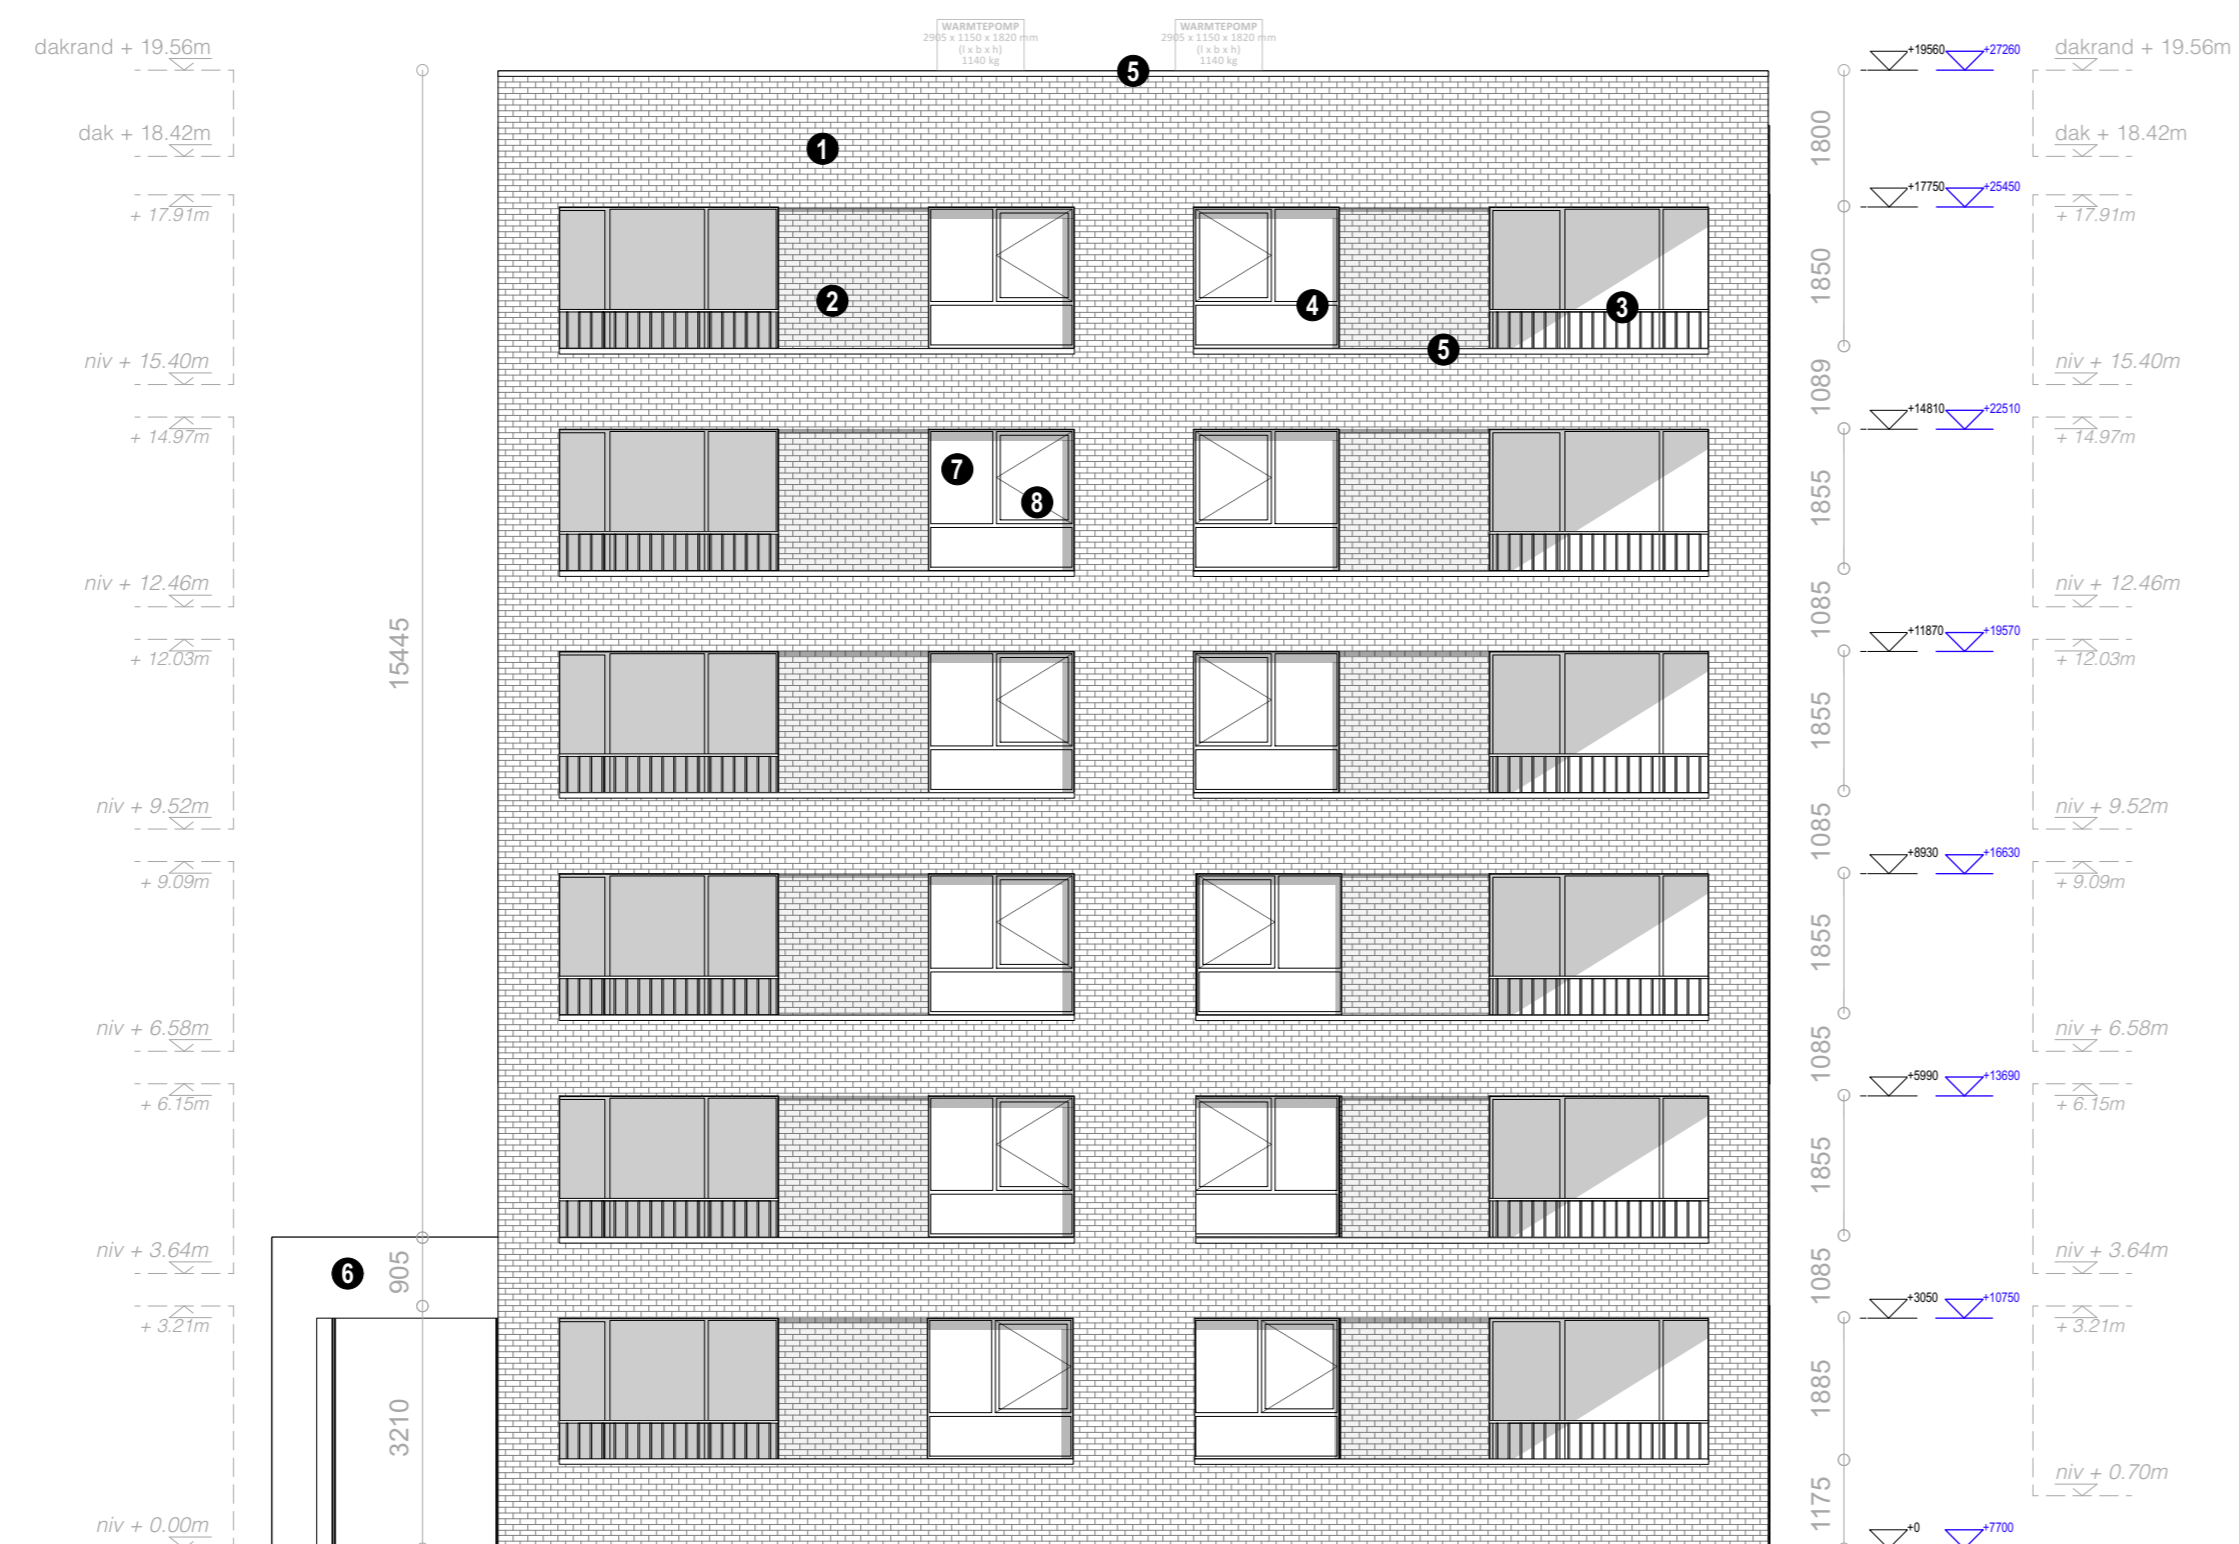 WARMTEPOMP
2905 x 1150 x 1820 mm
(l x b x h)
1140 kg
WARMTEPOMP
2905 x 1150 x 1820 mm
(l x b x h)
1140 kg
dakrand + 19.56m
5
+19560
+27260
dakrand + 19.56m
dak + 18.42m
1
1800
dak + 18.42m
+ 17.91m
+17750
+25450
+ 17.91m
2
4
3
1850
niv + 15.40m
5
1089
niv + 15.40m
+ 14.97m
+14810
+22510
+ 14.97m
7
8
1855
niv + 12.46m
1085
niv + 12.46m
+ 12.03m
15445
+11870
+19570
+ 12.03m
1855
niv + 9.52m
1085
niv + 9.52m
+ 9.09m
+8930
+16630
+ 9.09m
1855
niv + 6.58m
1085
niv + 6.58m
+ 6.15m
+5990
+13690
+ 6.15m
1855
niv + 3.64m
6
905
1085
niv + 3.64m
+ 3.21m
+3050
+10750
+ 3.21m
3210
1885
niv + 0.70m
niv + 0.00m
1175
+0
+7700